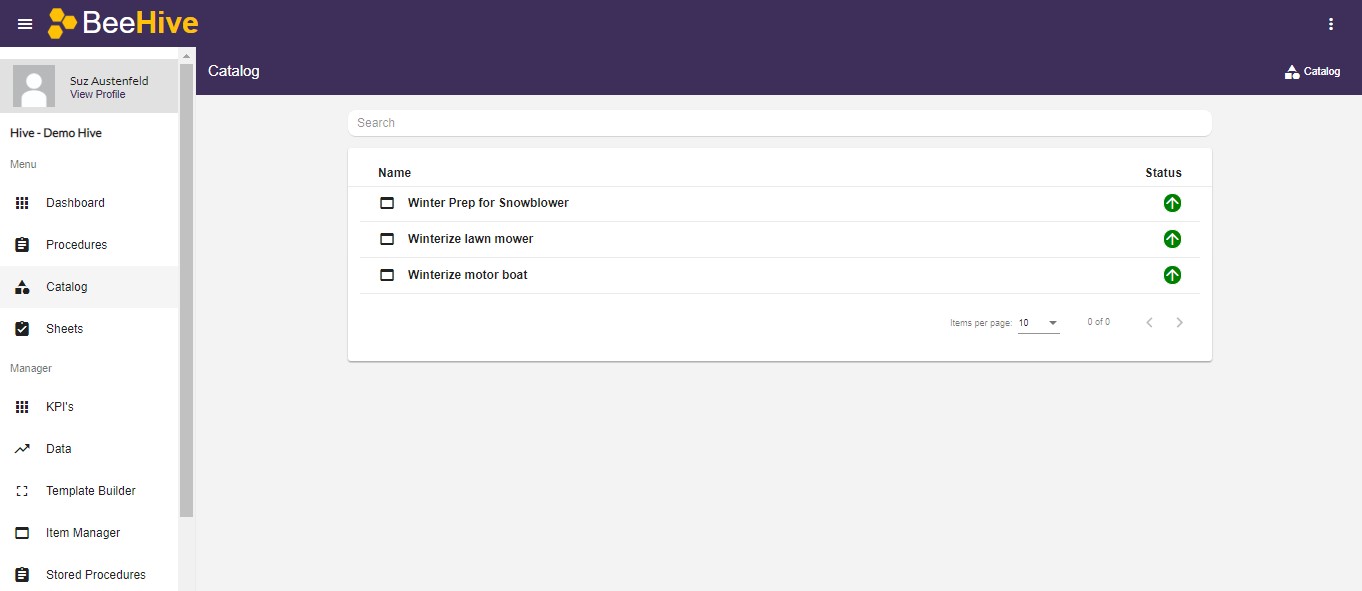 BeeHive
Suz Austenfeld
View Profile
Hive - Demo Hive
Menu
Dashboard
Procedures
Catalog
Sheets
Manager
KPI's
Data
Template Builder
Item Manager
Stored Procedures
Catalog
Catalog
Search
Name Status
Winter Prep for Snowblower
Winterize lawn mower
Winterize motor boat
Items per page: 10 0 of 0